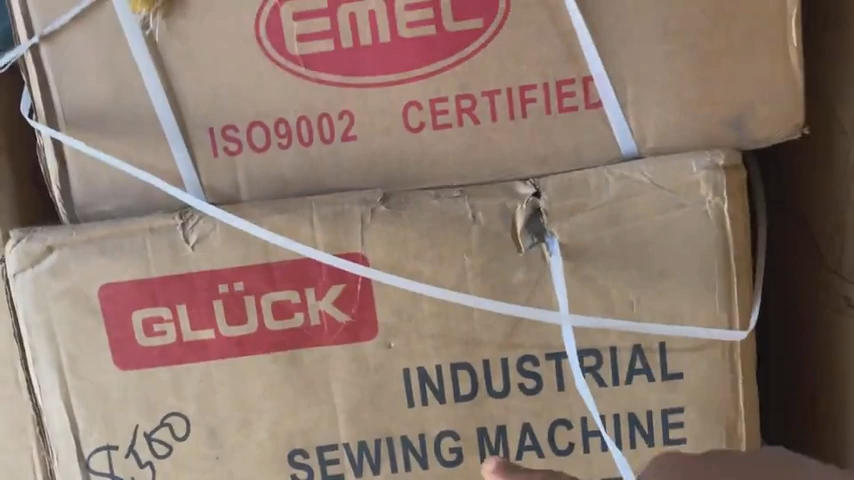 EMEL
ISO9002 CERTIFIED
GLÜCK
INDUSTRIAL
SEWING MACHINE